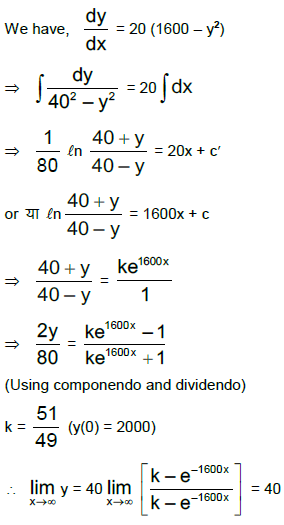 We have, dy/dx = 20 (1600 – y²)
⇒ ∫ dy/(40² – y²) = 20 ∫ dx
⇒ 1/80 ℓn (40 + y)/(40 – y) = 20x + c′
or या ℓn (40 + y)/(40 – y) = 1600x + c
⇒ (40 + y)/(40 – y) = ke^{1600x}/1
⇒ 2y/80 = (ke^{1600x} – 1)/(ke^{1600x} + 1)
(Using componendo and dividendo)
k = 51/49 (y(0) = 2000)
∴ lim_{x→∞} y = 40 lim_{x→∞} [(k – e^{–1600x})/(k – e^{–1600x})] = 40